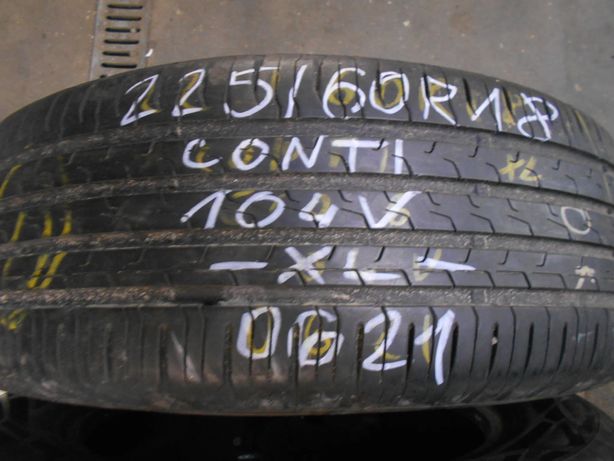 225/60R18
CONTI
104V
-XL-
0621